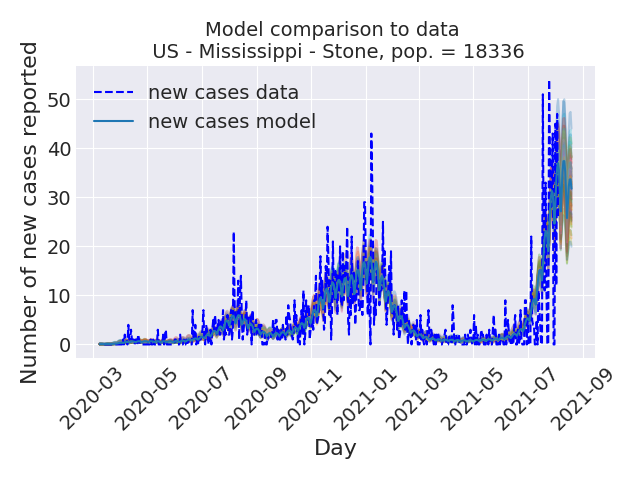 Model comparison to data
US - Mississippi - Stone, pop. = 18336
Number of new cases reported
50
40
30
20
10
0
new cases data
new cases model
2020-03
2020-05
2020-07
2020-09
2020-11
2021-01
2021-03
2021-05
2021-07
2021-09
Day